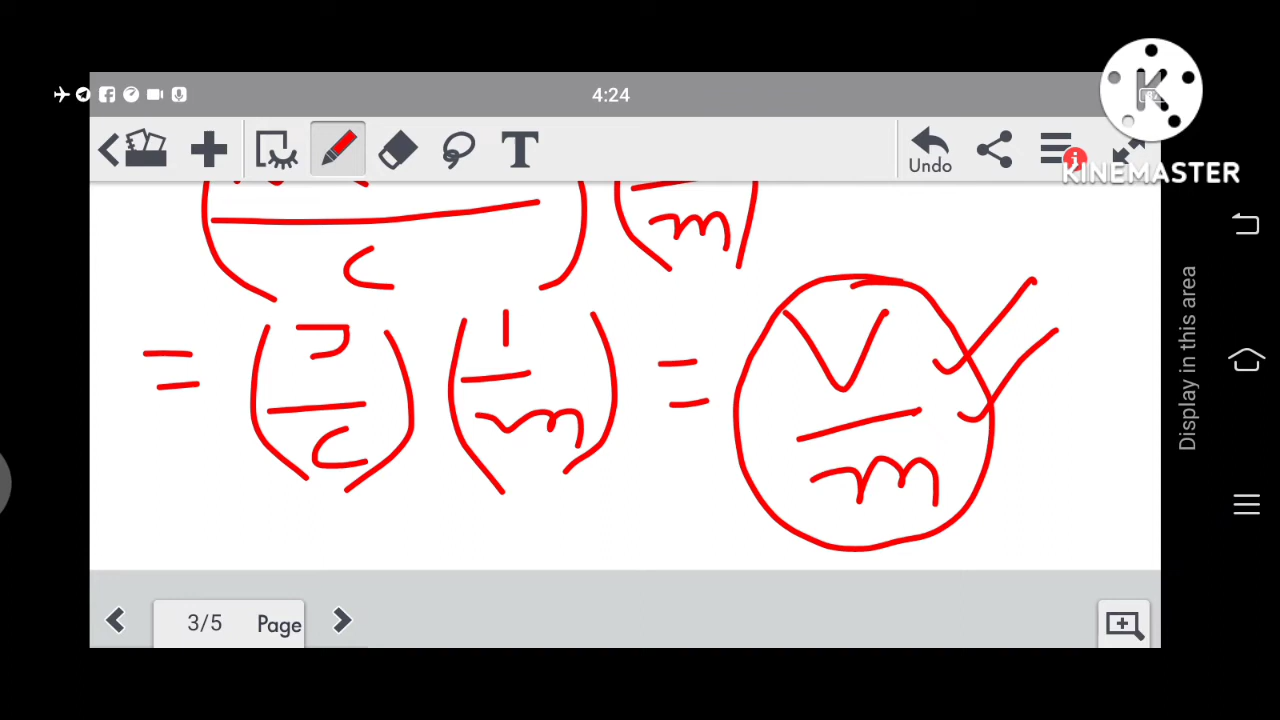 4:24
KINEMASTER
T
Undo
C m
= (J/C) (1/m) = V/m
Display in this area
3/5 Page